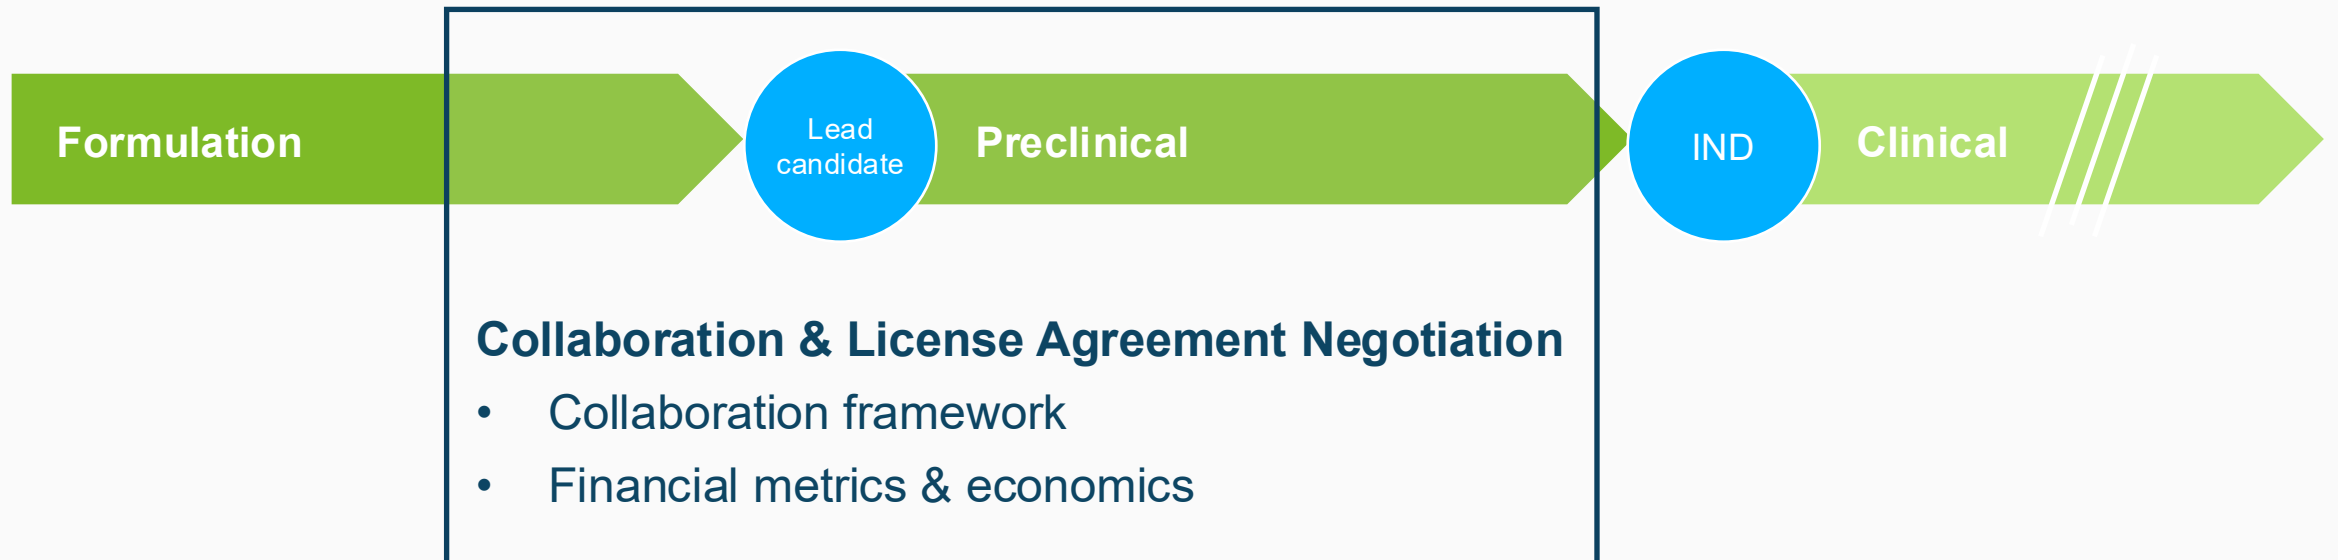 Formulation
Lead
candidate
Preclinical
IND
Clinical
Collaboration & License Agreement Negotiation
• Collaboration framework
• Financial metrics & economics